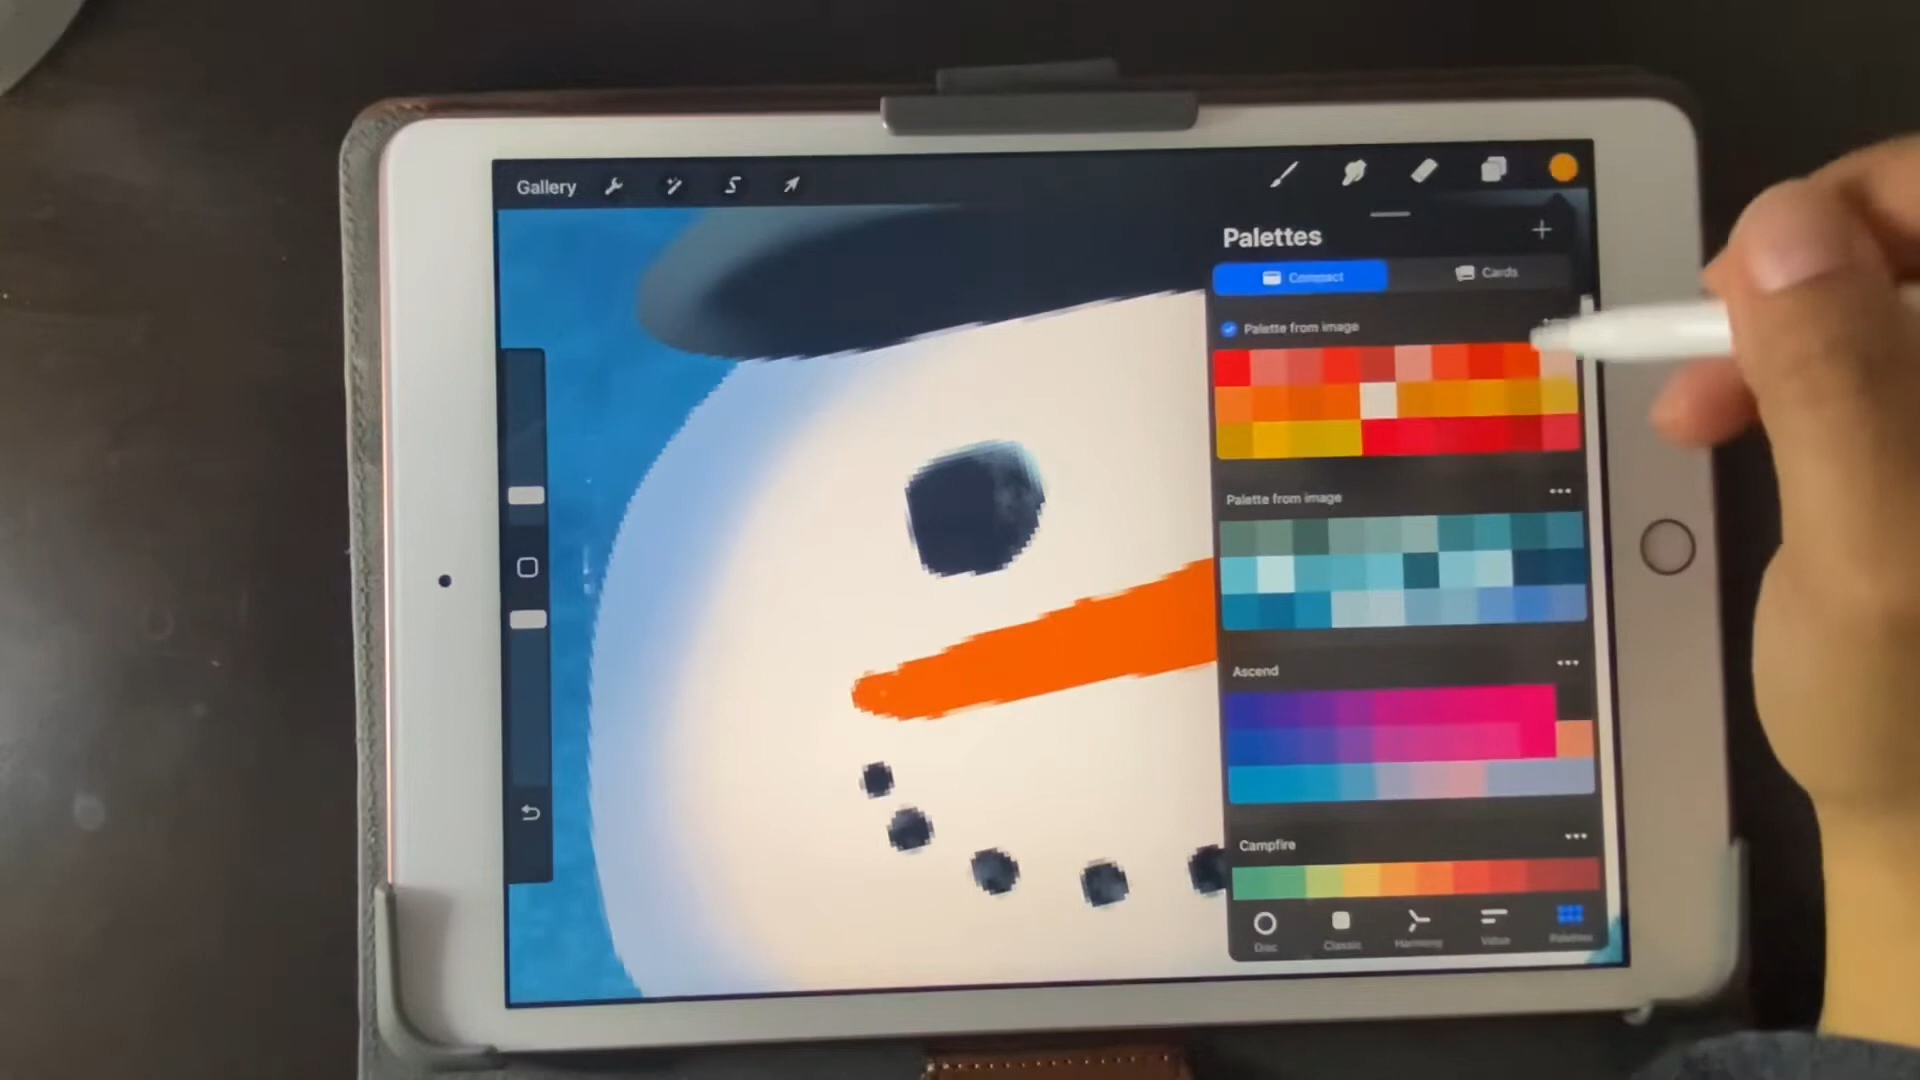 Gallery
Palettes
Compact
Cards
Palette from image
Palette from image
Ascend
Campfire
Disc
Classic
Harmony
Value
Palettes